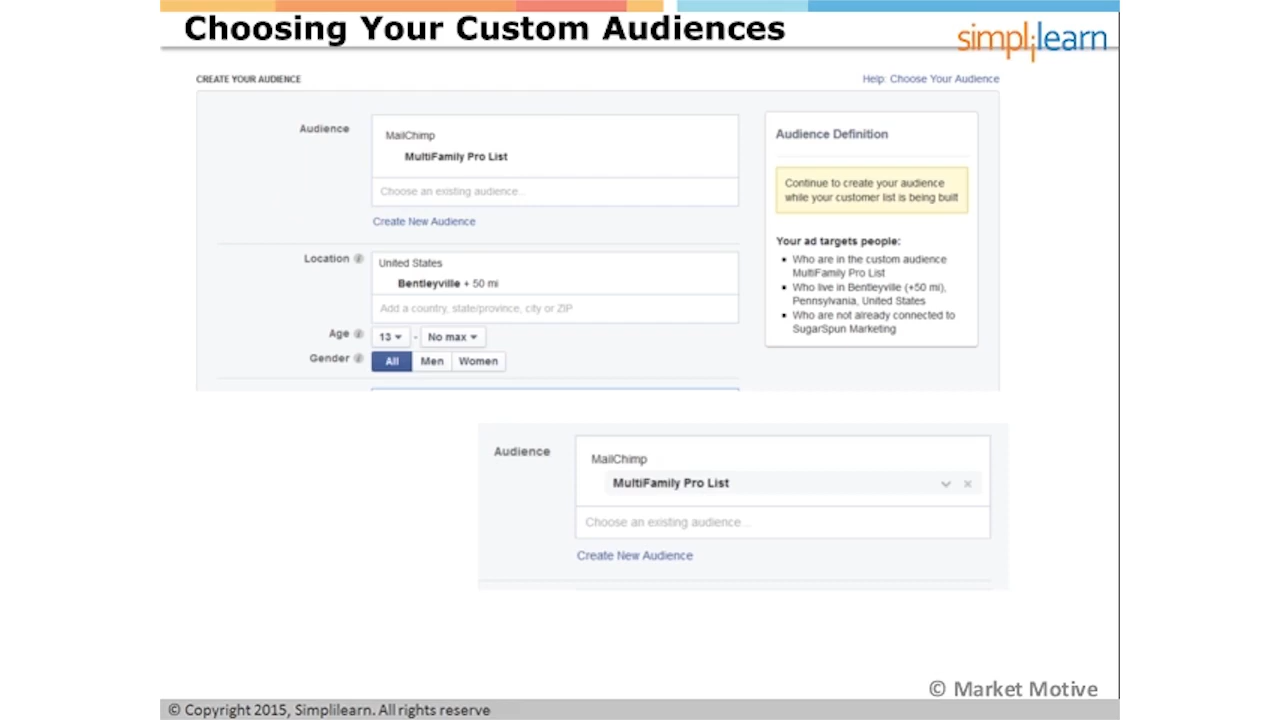 Choosing Your Custom Audiences
simplilearn
CREATE YOUR AUDIENCE
Help: Choose Your Audience
Audience
MailChimp
MultiFamily Pro List
Choose an existing audience...
Create New Audience
Location
United States
Bentleyville + 50 mi
Add a country, state/province, city or ZIP
Age
13 - No max
Gender
All Men Women
Audience Definition
Continue to create your audience
while your customer list is being built
Your ad targets people:
Who are in the custom audience
MultiFamily Pro List
Who live in Bentleyville (+50 mi),
Pennsylvania, United States
Who are not already connected to
SugarSpun Marketing
Audience
MailChimp
MultiFamily Pro List
Choose an existing audience...
Create New Audience
© Market Motive
© Copyright 2015, Simplilearn. All rights reserve